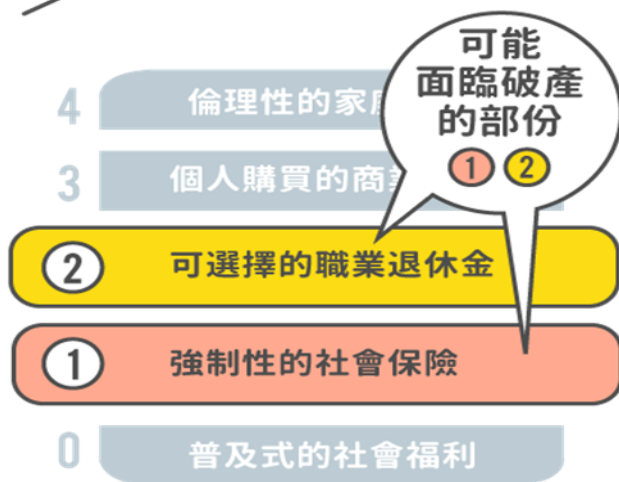 可能
面臨破產
的部份
1 2
4 倫理性的家
3 個人購買的商
2 可選擇的職業退休金
1 強制性的社會保險
0 普及式的社會福利